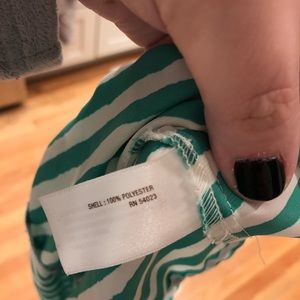 SHELL : 100% POLYESTER
RN 54023